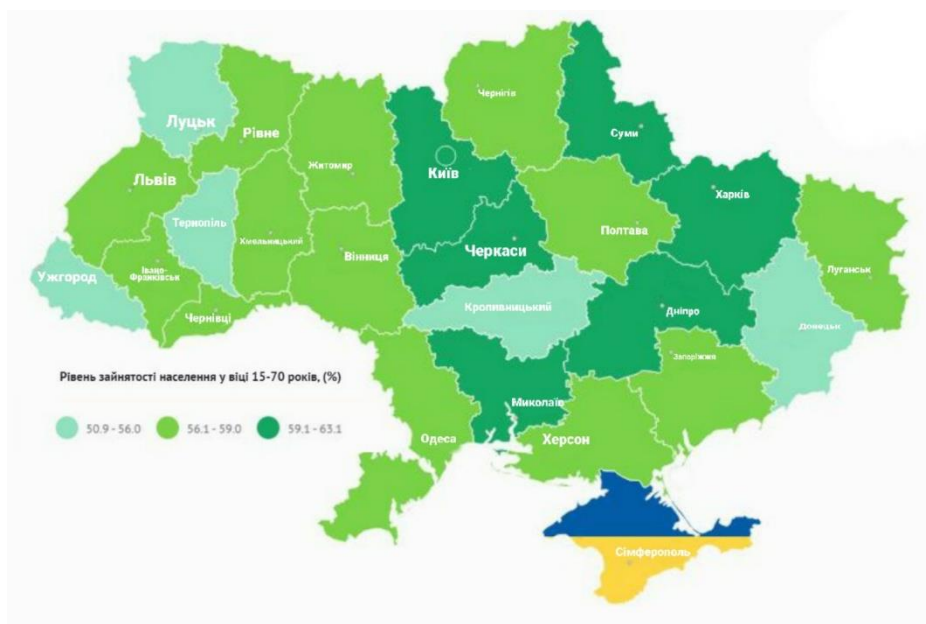 Чернігів
Луцьк
Рівне
Суми
Житомир
Київ
Львів
Харків
Тернопіль
Полтава
Хмельницький
Черкаси
Вінниця
Ужгород
Івано-
Франківськ
Луганськ
Чернівці
Кропивницький
Дніпро
Донецьк
Запоріжжя
Рівень зайнятості населення у віці 15-70 років, (%)
Миколаїв
50.9 - 56.0
56.1 - 59.0
59.1 - 63.1
Одеса
Херсон
Сімферополь